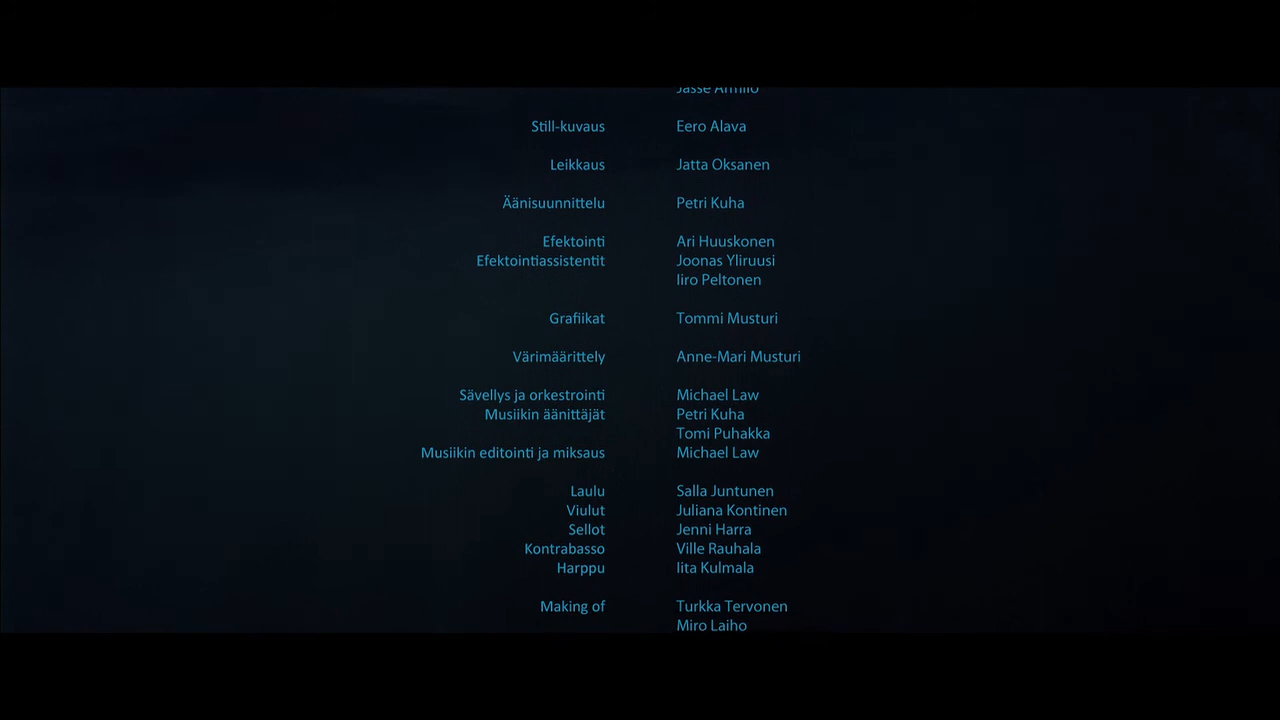 Still-kuvaus Eero Alava
Leikkaus Jatta Oksanen
Äänisuunnittelu Petri Kuha
Efektointi Ari Huuskonen
Efektointiassistentit Joonas Yliruusi
Iiro Peltonen
Grafiikat Tommi Musturi
Värimäärittely Anne-Mari Musturi
Sävellys ja orkestrointi Michael Law
Musiikin äänittäjät Petri Kuha
Tomi Puhakka
Musiikin editointi ja miksaus Michael Law
Laulu Salla Juntunen
Viulut Juliana Kontinen
Sellot Jenni Harra
Kontrabasso Ville Rauhala
Harppu Iita Kulmala
Making of Turkka Tervonen
Miro Laiho